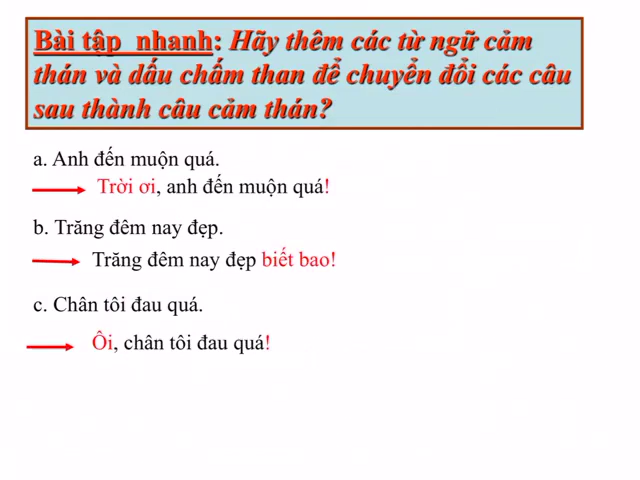 Bài tập nhanh: Hãy thêm các từ ngữ cảm
thán và dấu chấm than để chuyển đổi các câu
sau thành câu cảm thán?
a. Anh đến muộn quá.
Trời ơi, anh đến muộn quá!
b. Trăng đêm nay đẹp.
Trăng đêm nay đẹp biết bao!
c. Chân tôi đau quá.
Ôi, chân tôi đau quá!